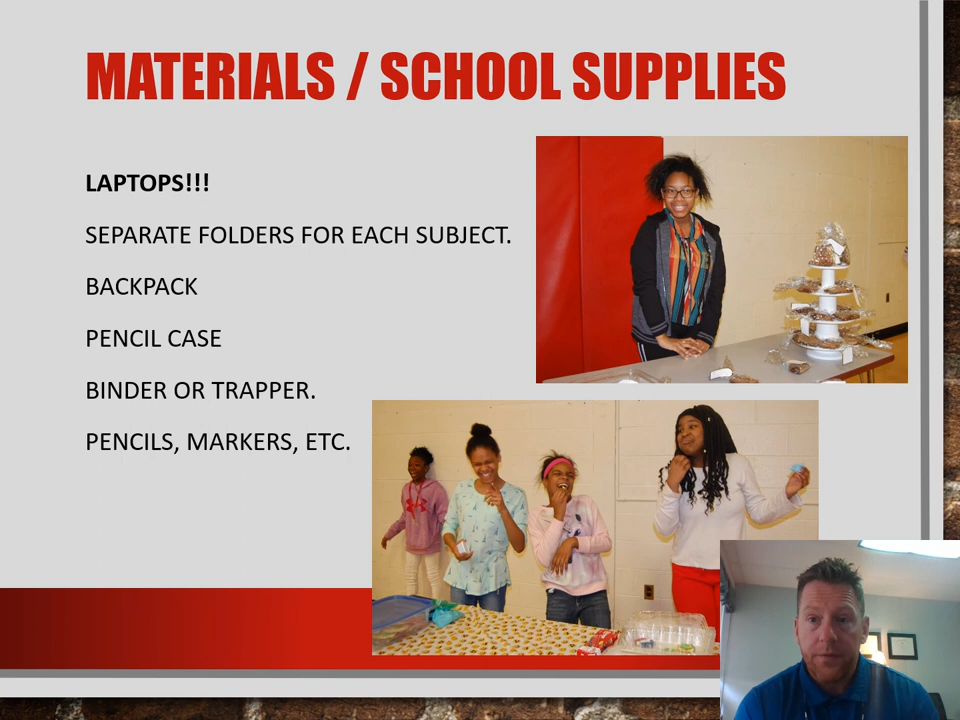 MATERIALS / SCHOOL SUPPLIES
LAPTOPS!!!
SEPARATE FOLDERS FOR EACH SUBJECT.
BACKPACK
PENCIL CASE
BINDER OR TRAPPER.
PENCILS, MARKERS, ETC.